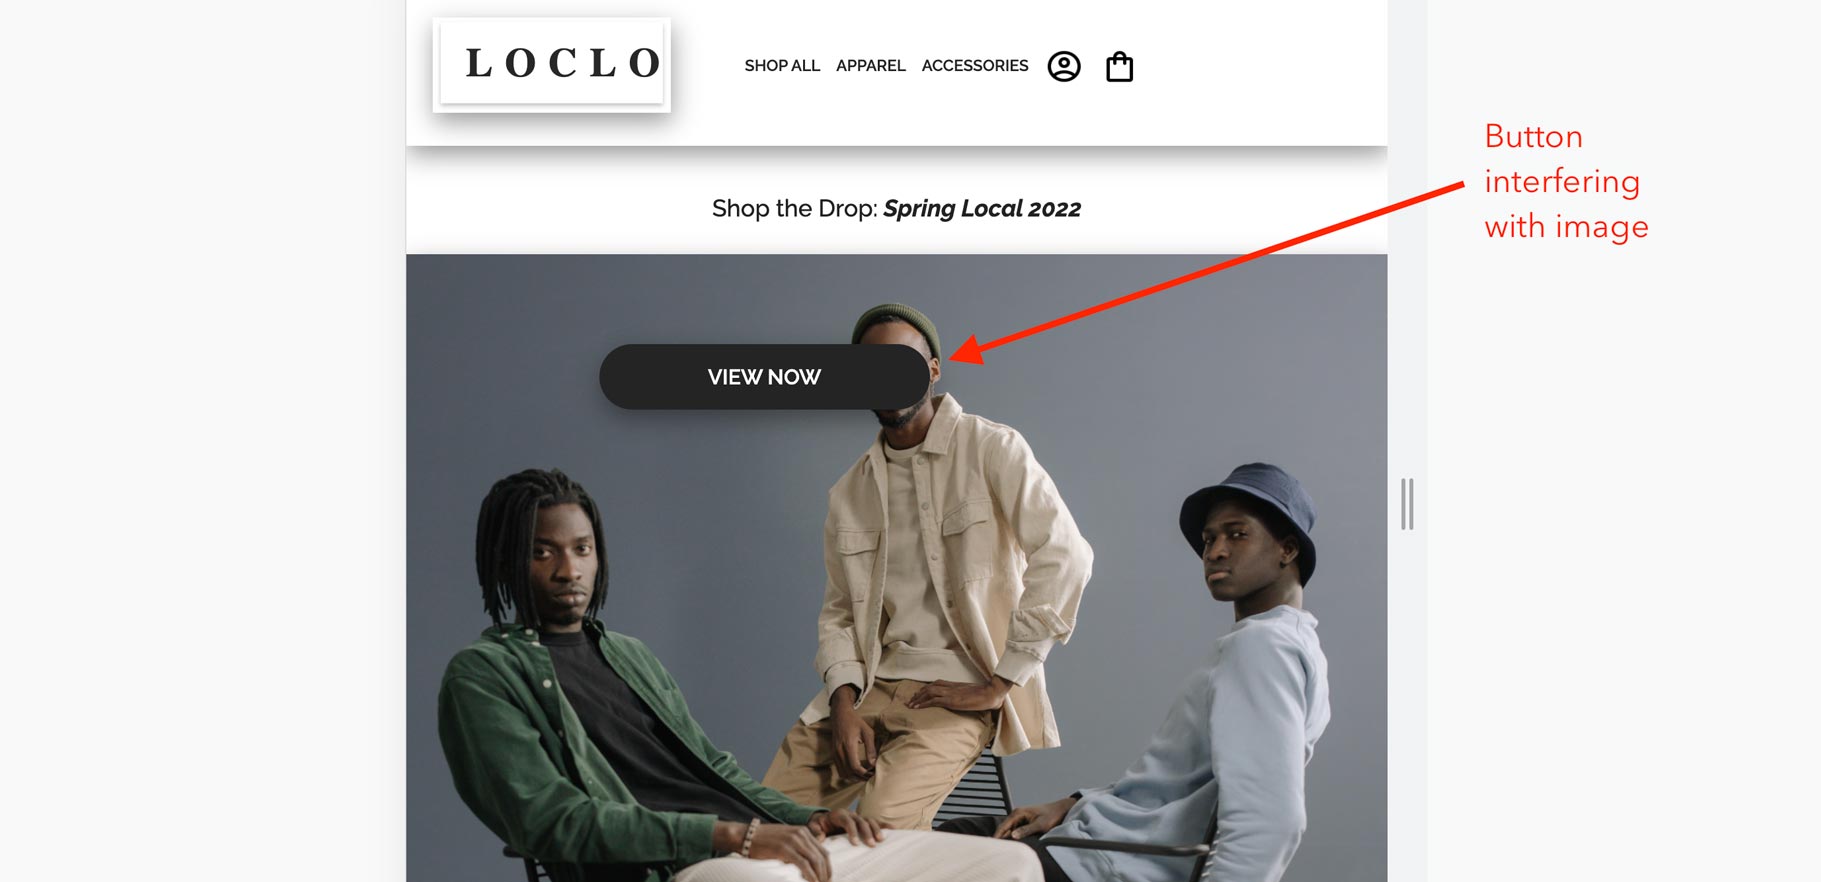 LOCLO
SHOP ALL APPAREL ACCESSORIES
Button
interfering
with image
Shop the Drop: Spring Local 2022
VIEW NOW